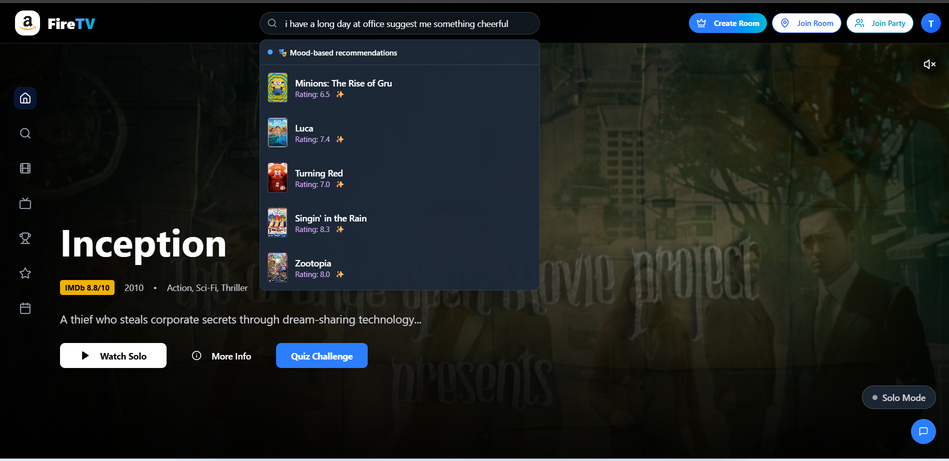 a
FireTV
i have a long day at office suggest me something cheerful
Create Room
Join Room
Join Party
T
🎭 Mood-based recommendations
Minions: The Rise of Gru
Rating: 6.5 ✨
Luca
Rating: 7.4 ✨
Turning Red
Rating: 7.0 ✨
Singin' in the Rain
Rating: 8.3 ✨
Zootopia
Rating: 8.0 ✨
Inception
IMDb 8.8/10 2010 • Action, Sci-Fi, Thriller
A thief who steals corporate secrets through dream-sharing technology...
Watch Solo
More Info
Quiz Challenge
open movie project
presents
Solo Mode